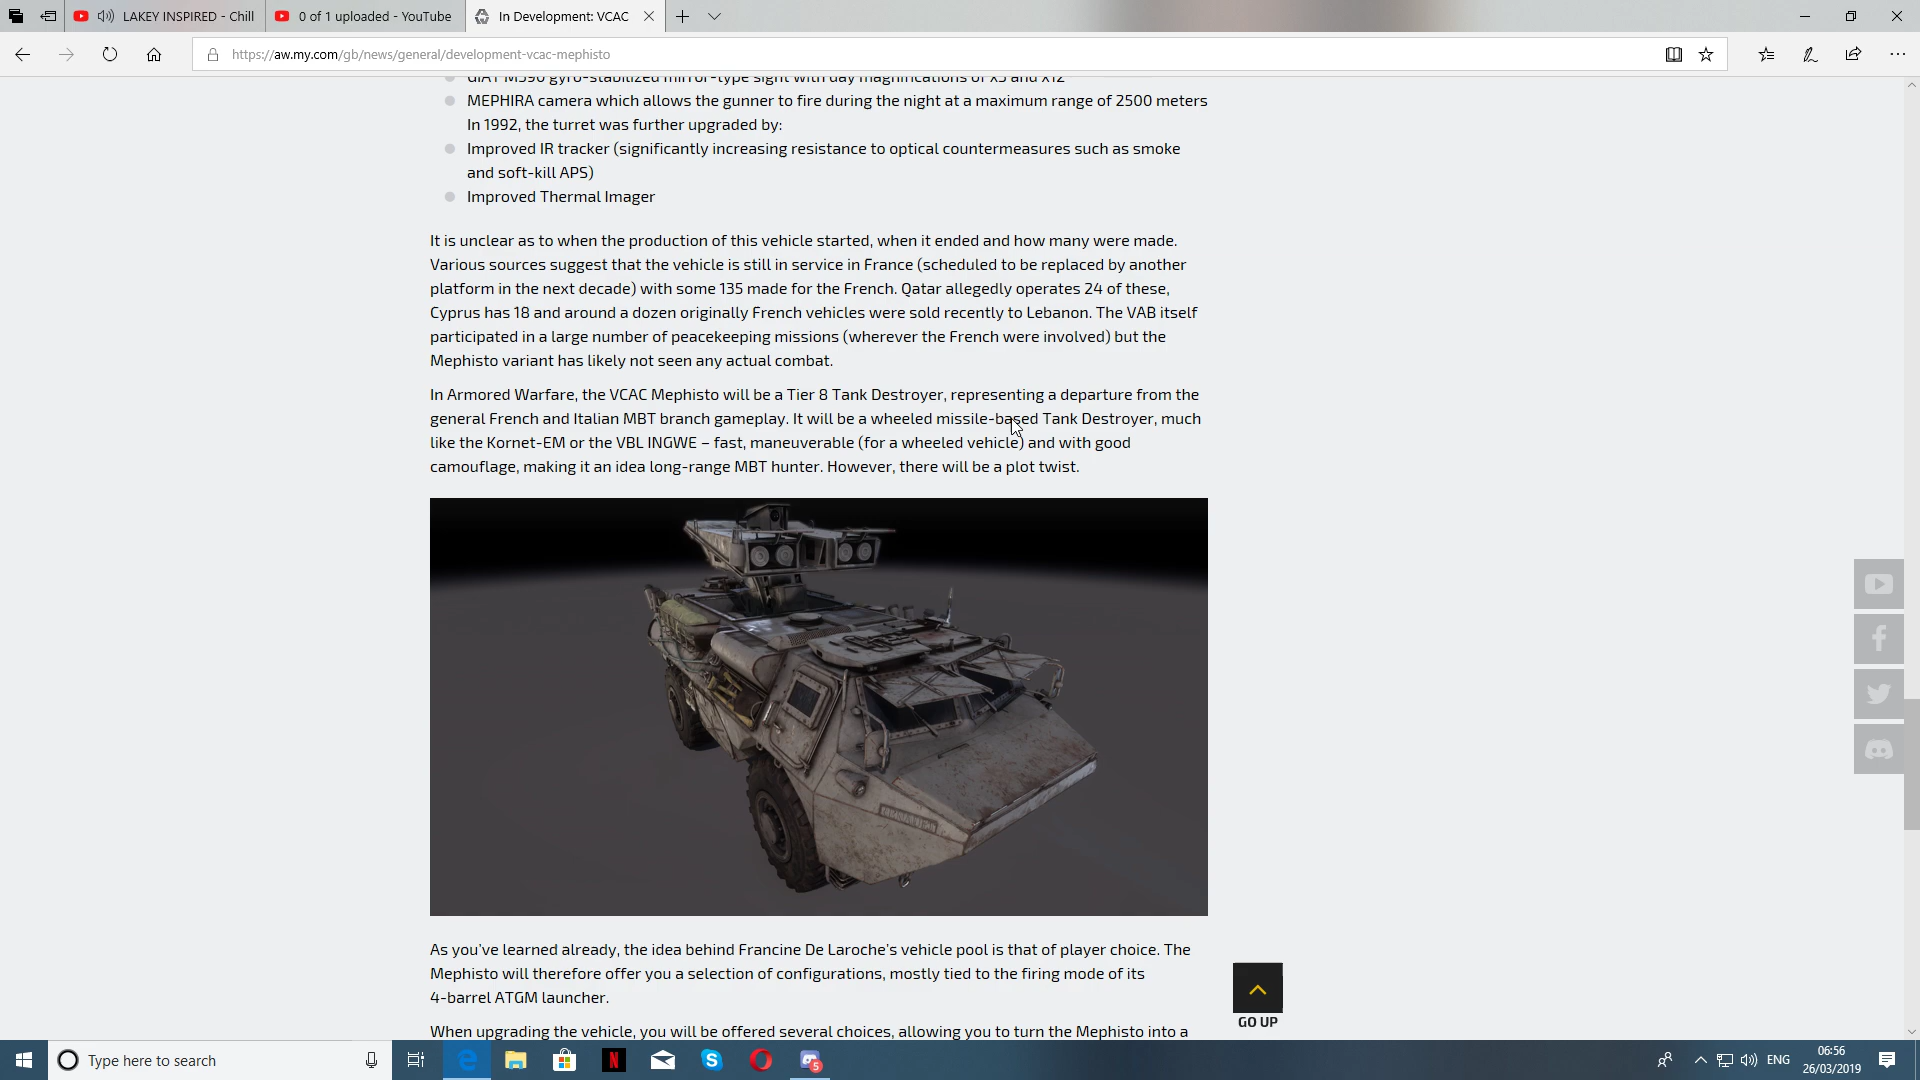 LAKEY INSPIRED - Chill
0 of 1 uploaded - YouTube
In Development: VCAC
https://aw.my.com/gb/news/general/development-vcac-mephisto
GIAT M590 gyro-stabilized mirror-type sight with day magnifications of x3 and x12
MEPHIRA camera which allows the gunner to fire during the night at a maximum range of 2500 meters
In 1992, the turret was further upgraded by:
Improved IR tracker (significantly increasing resistance to optical countermeasures such as smoke
and soft-kill APS)
Improved Thermal Imager
It is unclear as to when the production of this vehicle started, when it ended and how many were made.
Various sources suggest that the vehicle is still in service in France (scheduled to be replaced by another
platform in the next decade) with some 135 made for the French. Qatar allegedly operates 24 of these,
Cyprus has 18 and around a dozen originally French vehicles were sold recently to Lebanon. The VAB itself
participated in a large number of peacekeeping missions (wherever the French were involved) but the
Mephisto variant has likely not seen any actual combat.
In Armored Warfare, the VCAC Mephisto will be a Tier 8 Tank Destroyer, representing a departure from the
general French and Italian MBT branch gameplay. It will be a wheeled missile-based Tank Destroyer, much
like the Kornet-EM or the VBL INGWE – fast, maneuverable (for a wheeled vehicle) and with good
camouflage, making it an idea long-range MBT hunter. However, there will be a plot twist.
As you've learned already, the idea behind Francine De Laroche's vehicle pool is that of player choice. The
Mephisto will therefore offer you a selection of configurations, mostly tied to the firing mode of its
4-barrel ATGM launcher.
GO UP
When upgrading the vehicle, you will be offered several choices, allowing you to turn the Mephisto into a
Type here to search
N
5
ENG
06:56
26/03/2019